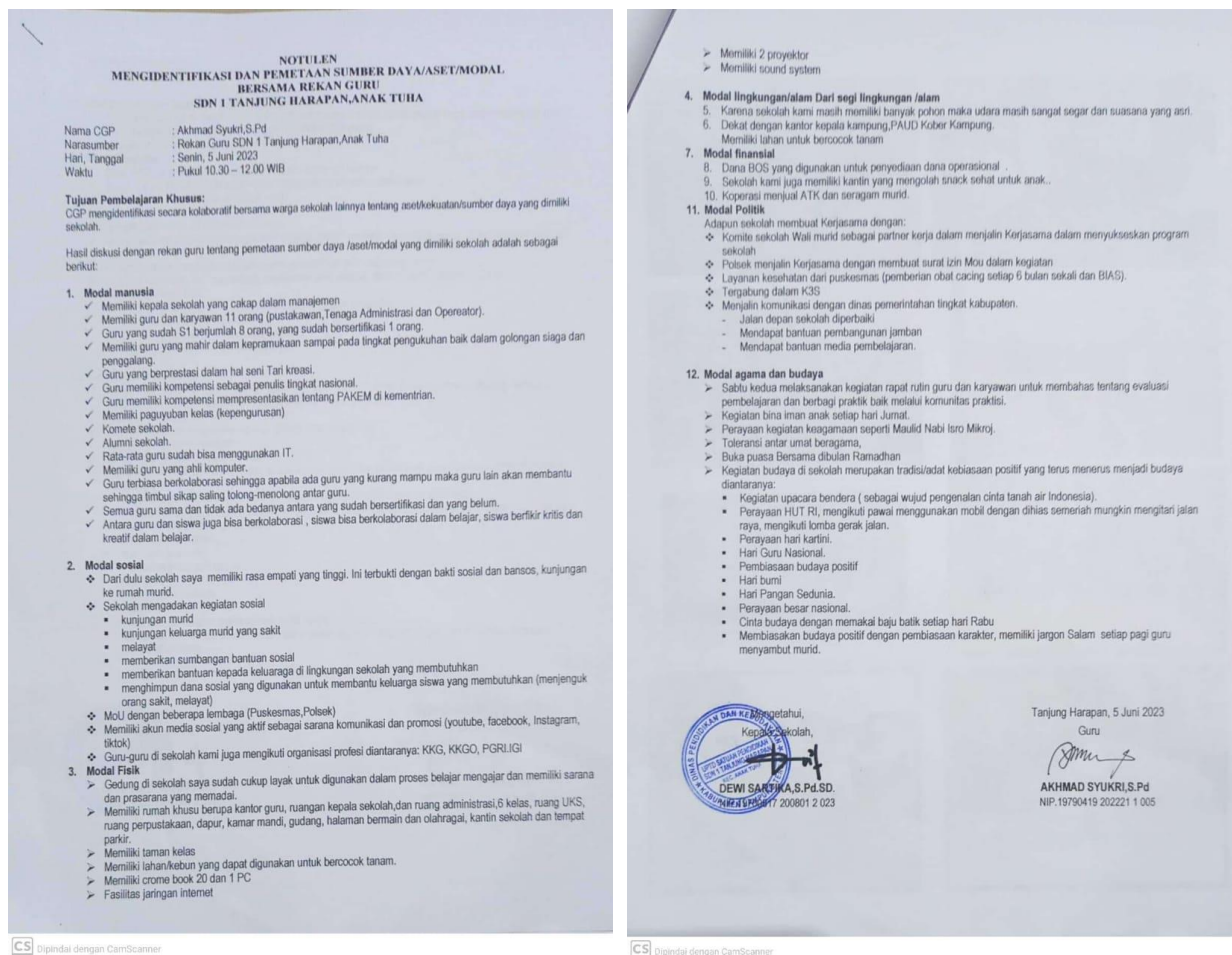 NOTULEN
MENGIDENTIFIKASI DAN PEMETAAN SUMBER DAYA/ASET/MODAL
BERSAMA REKAN GURU
SDN 1 TANJUNG HARAPAN,ANAK TUHA
Nama CGP : Akhmad Syukri,S.Pd
Narasumber : Rekan Guru SDN 1 Tanjung Harapan,Anak Tuha
Hari, Tanggal : Senin, 5 Juni 2023
Waktu : Pukul 10.30 – 12.00 WIB
Tujuan Pembelajaran Khusus:
CGP mengidentifikasi secara kolaboratif bersama warga sekolah lainnya tentang aset/kekuatan/sumber daya yang dimiliki
sekolah.
Hasil diskusi dengan rekan guru tentang pemetaan sumber daya /aset/modal yang dimiliki sekolah adalah sebagai
berikut:
1. Modal manusia
✓ Memiliki kepala sekolah yang cakap dalam manajemen
✓ Memiliki guru dan karyawan 11 orang (pustakawan,Tenaga Administrasi dan Opereator).
✓ Guru yang sudah S1 berjumlah 8 orang, yang sudah bersertifikasi 1 orang.
✓ Memiliki guru yang mahir dalam kepramukaan sampai pada tingkat pengukuhan baik dalam golongan siaga dan
penggalang.
✓ Guru yang berprestasi dalam hal seni Tari kreasi.
✓ Guru memiliki kompetensi sebagai penulis tingkat nasional.
✓ Guru memiliki kompetensi mempresentasikan tentang PAKEM di kementrian.
✓ Memiliki paguyuban kelas (kepengurusan)
✓ Komete sekolah.
✓ Alumni sekolah.
✓ Rata-rata guru sudah bisa menggunakan IT.
✓ Memiliki guru yang ahli komputer.
✓ Guru terbiasa berkolaborasi sehingga apabila ada guru yang kurang mampu maka guru lain akan membantu
sehingga timbul sikap saling tolong-menolong antar guru.
✓ Semua guru sama dan tidak ada bedanya antara yang sudah bersertifikasi dan yang belum.
✓ Antara guru dan siswa juga bisa berkolaborasi , siswa bisa berkolaborasi dalam belajar, siswa berfikir kritis dan
kreatif dalam belajar.
2. Modal sosial
❖ Dari dulu sekolah saya memiliki rasa empati yang tinggi. Ini terbukti dengan bakti sosial dan bansos, kunjungan
ke rumah murid.
❖ Sekolah mengadakan kegiatan sosial
▪ kunjungan murid
▪ kunjungan keluarga murid yang sakit
▪ melayat
▪ memberikan sumbangan bantuan sosial
▪ memberikan bantuan kepada keluaraga di lingkungan sekolah yang membutuhkan
▪ menghimpun dana sosial yang digunakan untuk membantu keluarga siswa yang membutuhkan (menjenguk
orang sakit, melayat)
❖ MoU dengan beberapa lembaga (Puskesmas,Polsek)
❖ Memiliki akun media sosial yang aktif sebagai sarana komunikasi dan promosi (youtube, facebook, Instagram,
tiktok)
❖ Guru-guru di sekolah kami juga mengikuti organisasi profesi diantaranya: KKG, KKGO, PGRI.IGI
3. Modal Fisik
➢ Gedung di sekolah saya sudah cukup layak untuk digunakan dalam proses belajar mengajar dan memiliki sarana
dan prasarana yang memadai.
➢ Memiliki rumah khusu berupa kantor guru, ruangan kepala sekolah,dan ruang administrasi,6 kelas, ruang UKS,
ruang perpustakaan, dapur, kamar mandi, gudang, halaman bermain dan olahragai, kantin sekolah dan tempat
parkir.
➢ Memiliki taman kelas
➢ Memiliki lahan/kebun yang dapat digunakan untuk bercocok tanam.
➢ Memiliki crome book 20 dan 1 PC
➢ Fasilitas jaringan internet
CS Dipindai dengan CamScanner
➢ Memiliki 2 proyektor
➢ Memiliki sound system
4. Modal lingkungan/alam Dari segi lingkungan /alam
5. Karena sekolah kami masih memiliki banyak pohon maka udara masih sangat segar dan suasana yang asri.
6. Dekat dengan kantor kepala kampung,PAUD Kober Kampung.
Memiliki lahan untuk bercocok tanam
7. Modal finansial
8. Dana BOS yang digunakan untuk penyediaan dana operasional .
9. Sekolah kami juga memiliki kantin yang mengolah snack sehat untuk anak..
10. Koperasi menjual ATK dan seragam murid.
11. Modal Politik
Adapun sekolah membuat Kerjasama dengan:
❖ Komite sekolah Wali murid sebagai partner kerja dalam menjalin Kerjasama dalam menyukseskan program
sekolah
❖ Polsek menjalin Kerjasama dengan membuat surat izin Mou dalam kegiatan
❖ Layanan kesehatan dari puskesmas (pemberian obat cacing setiap 6 bulan sekali dan BIAS).
❖ Tergabung dalam K3S
❖ Menjalin komunikasi dengan dinas pemerintahan tingkat kabupaten.
- Jalan depan sekolah diperbaiki
- Mendapat bantuan pembangunan jamban
- Mendapat bantuan media pembelajaran.
12. Modal agama dan budaya
➢ Sabtu kedua melaksanakan kegiatan rapat rutin guru dan karyawan untuk membahas tentang evaluasi
pembelajaran dan berbagi praktik baik melalui komunitas praktisi.
➢ Kegiatan bina iman anak setiap hari Jumat.
➢ Perayaan kegiatan keagamaan seperti Maulid Nabi Isro Mikroj.
➢ Toleransi antar umat beragama,
➢ Buka puasa Bersama dibulan Ramadhan
➢ Kegiatan budaya di sekolah merupakan tradisi/adat kebiasaan positif yang terus menerus menjadi budaya
diantaranya:
▪ Kegiatan upacara bendera ( sebagai wujud pengenalan cinta tanah air Indonesia).
▪ Perayaan HUT RI, mengikuti pawai menggunakan mobil dengan dihias semeriah mungkin mengitari jalan
raya, mengikuti lomba gerak jalan.
▪ Perayaan hari kartini.
▪ Hari Guru Nasional.
▪ Pembiasaan budaya positif
▪ Hari bumi
▪ Hari Pangan Sedunia.
▪ Perayaan besar nasional.
▪ Cinta budaya dengan memakai baju batik setiap hari Rabu
▪ Membiasakan budaya positif dengan pembiasaan karakter, memiliki jargon Salam setiap pagi guru
menyambut murid.
Mengetahui,
Kepala Sekolah,
DEWI SARTIKA,S.Pd.SD.
200801 2 023
Tanjung Harapan, 5 Juni 2023
Guru
AKHMAD SYUKRI,S.Pd
NIP.19790419 202221 1 005
DINAS PENDIDIKAN DAN KEBUDAYAAN
UPTD SATUAN PENDIDIKAN
SDN 1 TANJUNG HARAPAN
KEC. ANAK TUHA
CS Dipindai dengan CamScanner